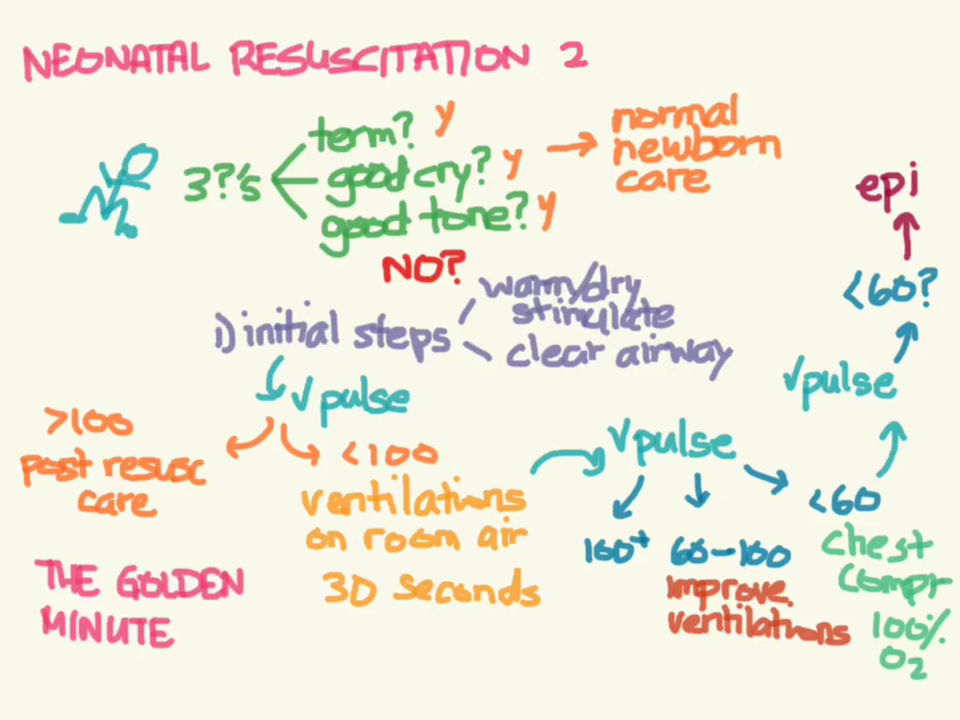 NEONATAL RESUSCITATION 2
3?'s
term? y
good cry? y
good tone? y
normal
newborn
care
NO?
1) initial steps
warm/dry
stimulate
clear airway
√pulse
>100
post resusc
care
<100
ventilations
on room air
30 seconds
√pulse
100+
60-100
improve
ventilations
<60
chest
compr
100%
O2
√pulse
<60?
epi
THE GOLDEN
MINUTE